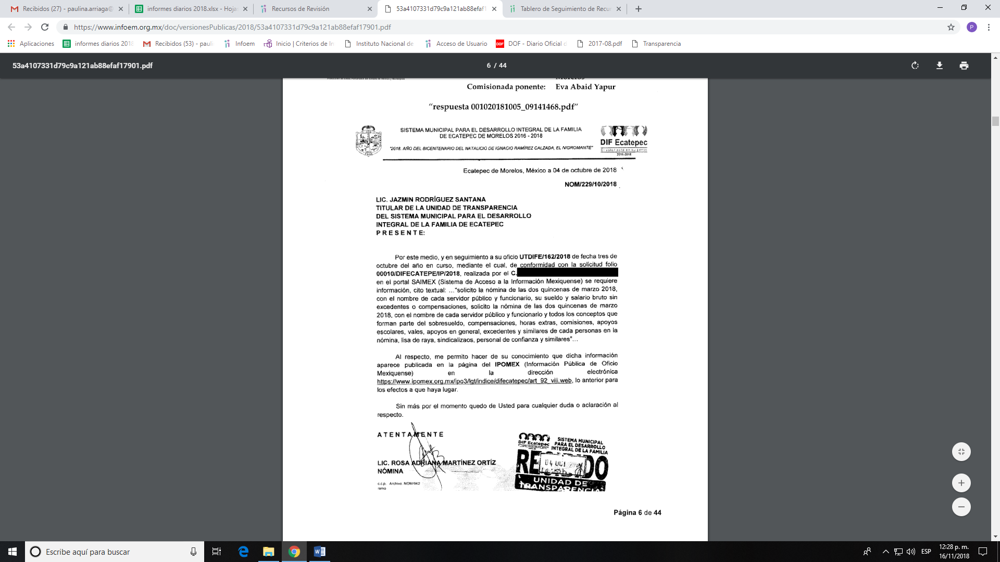 Recibidos (27) - paulina.arriaga@
informes diarios 2018.xlsx - Hoja
Recursos de Revisión
53a4107331d79c9a121ab88efaf1
Tablero de Seguimiento de Recu
https://www.infoem.org.mx/doc/versionesPublicas/2018/53a4107331d79c9a121ab88efaf17901.pdf
P
Aplicaciones
informes diarios 2018
Recibidos (53) - pauli
Infoem
Inicio | Criterios de In
Instituto Nacional de
Acceso de Usuario
DOF
DOF - Diario Oficial d
2017-08.pdf
Transparencia
53a4107331d79c9a121ab88efaf17901.pdf
6 / 44
Morelos
Comisionada ponente: Eva Abaid Yapur
“respuesta 001020181005_09141468.pdf”
SISTEMA MUNICIPAL PARA EL DESARROLLO INTEGRAL DE LA FAMILIA
DE ECATEPEC DE MORELOS 2016 - 2018
"2018. AÑO DEL BICENTENARIO DEL NATALICIO DE IGNACIO RAMÍREZ CALZADA, EL NIGROMANTE"
DIF Ecatepec
2016-2018
Ecatepec de Morelos, México a 04 de octubre de 2018
NOM/229/10/2018
LIC. JAZMIN RODRÍGUEZ SANTANA
TITULAR DE LA UNIDAD DE TRANSPARENCIA
DEL SISTEMA MUNICIPAL PARA EL DESARROLLO
INTEGRAL DE LA FAMILIA DE ECATEPEC
P R E S E N T E:
Por este medio, y en seguimiento a su oficio UTDIFE/162/2018 de fecha tres de
octubre del año en curso, mediante el cual, de conformidad con la solicitud folio
00010/DIFECATEPE/IP/2018, realizada por el C.
en el portal SAIMEX (Sistema de Acceso a la Información Mexiquense) se requiere
información, cito textual: ..."solicito la nómina de las dos quincenas de marzo 2018,
con el nombre de cada servidor público y funcionario, su sueldo y salario bruto sin
excedentes o compensaciones, solicito la nómina de las dos quincenas de marzo
2018, con el nombre de cada servidor público y funcionario y todos los conceptos que
forman parte del sobresueldo, compensaciones, horas extras, comisiones, apoyos
escolares, vales, apoyos en general, excedentes y similares de cada personas en la
nómina, lisa de raya, sindicalizaos, personal de confianza y similares"...
Al respecto, me permito hacer de su conocimiento que dicha información
aparece publicada en la página del IPOMEX (Información Pública de Oficio
Mexiquense) en la dirección electrónica
https://www.ipomex.org.mx/ipo3/lgt/indice/difecatepec/art_92_viii.web, lo anterior para
los efectos a que haya lugar.
Sin más por el momento quedo de Usted para cualquier duda o aclaración al
respecto.
A T E N T A M E N T E
LIC. ROSA ADRIANA MARTÍNEZ ORTÍZ
NÓMINA
c.c.p. Archivo. NOM/942
ramo
DIF Ecatepec
SISTEMA MUNICIPAL
PARA EL DESARROLLO
INTEGRAL DE LA FAMILIA
RECIBIDO
UNIDAD DE
TRANSPARENCIA
Página 6 de 44
Escribe aquí para buscar
ESP
12:28 p. m.
16/11/2018